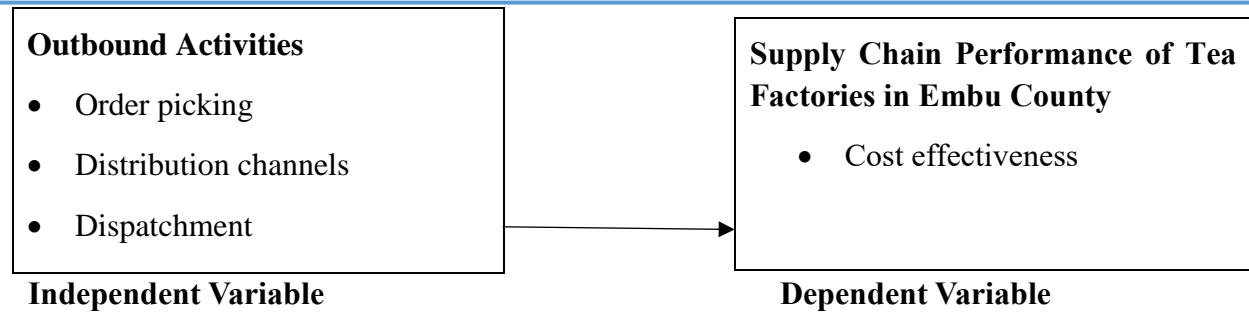 Outbound Activities
• Order picking
• Distribution channels
• Dispatchment
Independent Variable
Supply Chain Performance of Tea
Factories in Embu County
• Cost effectiveness
Dependent Variable